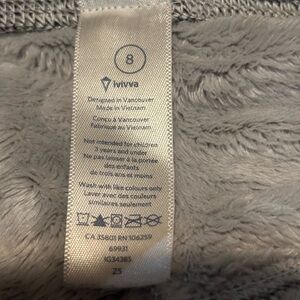 8
ivivva
Designed in Vancouver
Made in Vietnam
Conçu à Vancouver
Fabriqué au Vietnam
Not intended for children
3 years and under
Ne pas laisser à la portée
des enfants
de trois ans et moins
Wash with like colours only
Laver avec des couleurs
similaires seulement
CA 35801 RN 106259
69931
IG34385
25